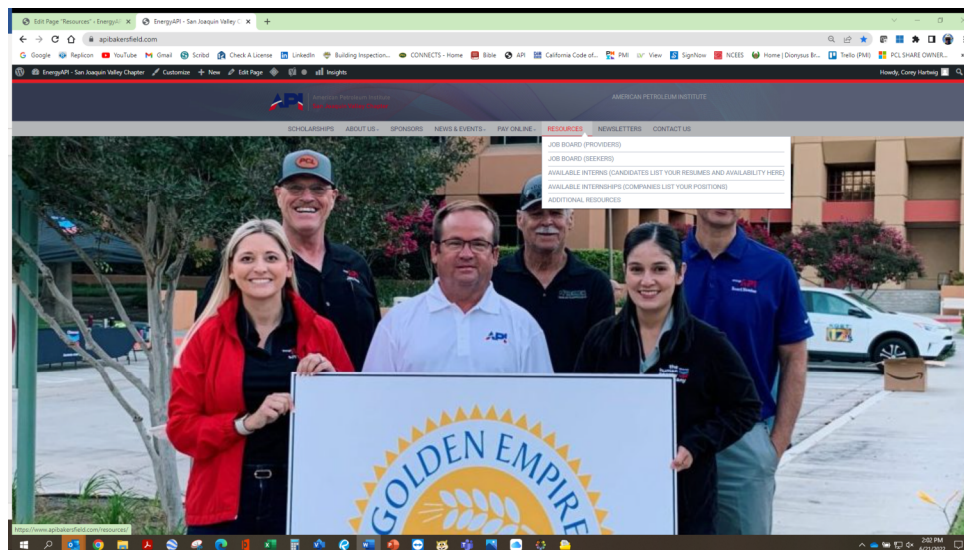 Edit Page "Resources" ‹ EnergyAPI
EnergyAPI - San Joaquin Valley C
apibakersfield.com
Google Replicon YouTube Gmail Scribd Check A License LinkedIn Building Inspection... CONNECTS - Home Bible API California Code of... PMI View SignNow NCEES Home | Dionysus Br... Trello (PMI) PCL SHARE OWNER...
EnergyAPI - San Joaquin Valley Chapter Customize + New Edit Page Insights Howdy, Corey Hartwig
API American Petroleum Institute
AMERICAN PETROLEUM INSTITUTE
SCHOLARSHIPS ABOUT US NEWS & EVENTS PAY ONLINE RESOURCES NEWSLETTERS CONTACT US
SPONSORS
JOB BOARD (PROVIDERS)
JOB BOARD (SEEKERS)
AVAILABLE INTERNS (CANDIDATES LIST YOUR RESUMES AND AVAILABILITY HERE)
AVAILABLE INTERNSHIPS (COMPANIES LIST YOUR POSITIONS)
ADDITIONAL RESOURCES
PCL
API
GOLDEN EMPIRE
https://www.apibakersfield.com/resources/
2:02 PM